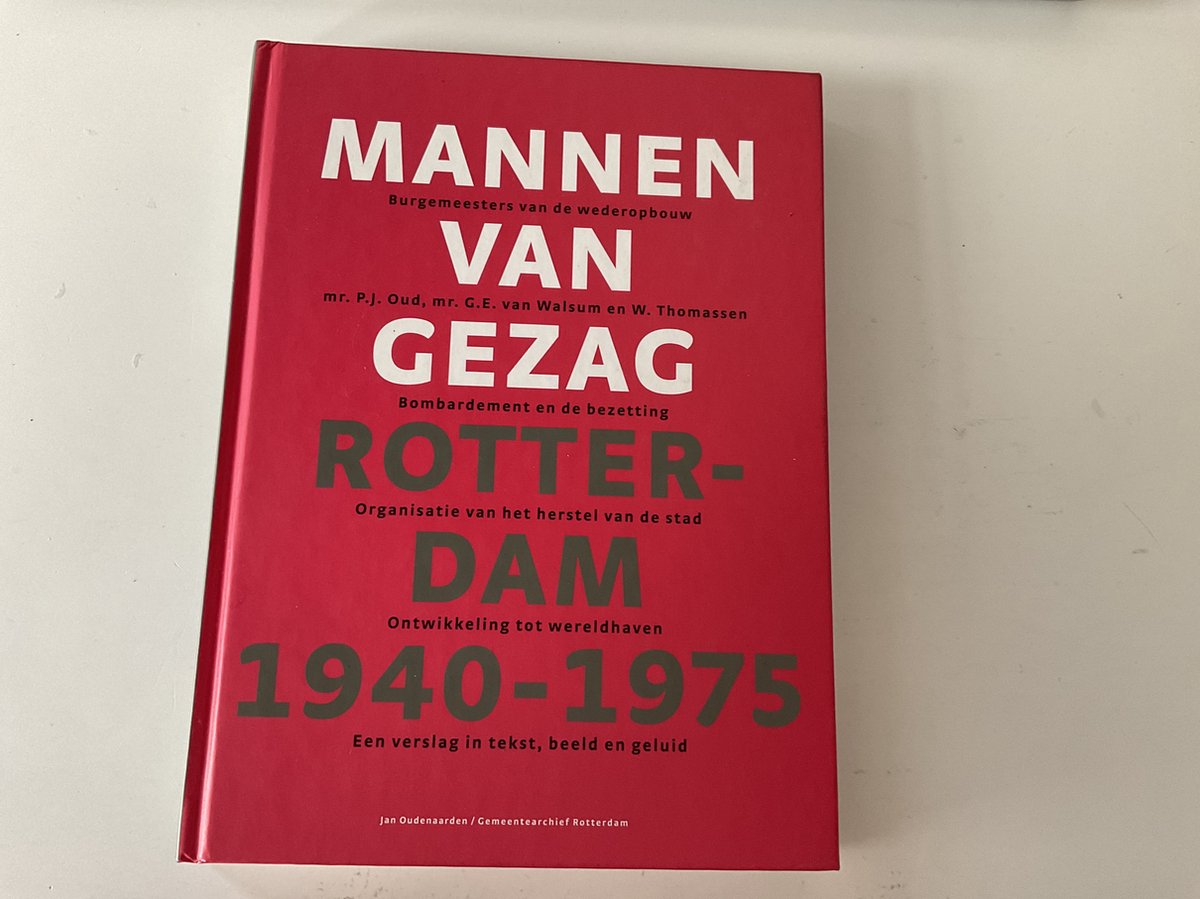 MANNEN
Burgemeesters van de wederopbouw
VAN
mr. P.J. Oud, mr. G.E. van Walsum en W. Thomassen
GEZAG
Bombardement en de bezetting
ROTTER-
Organisatie van het herstel van de stad
DAM
Ontwikkeling tot wereldhaven
1940-1975
Een verslag in tekst, beeld en geluid
Jan Oudenaarden / Gemeentearchief Rotterdam